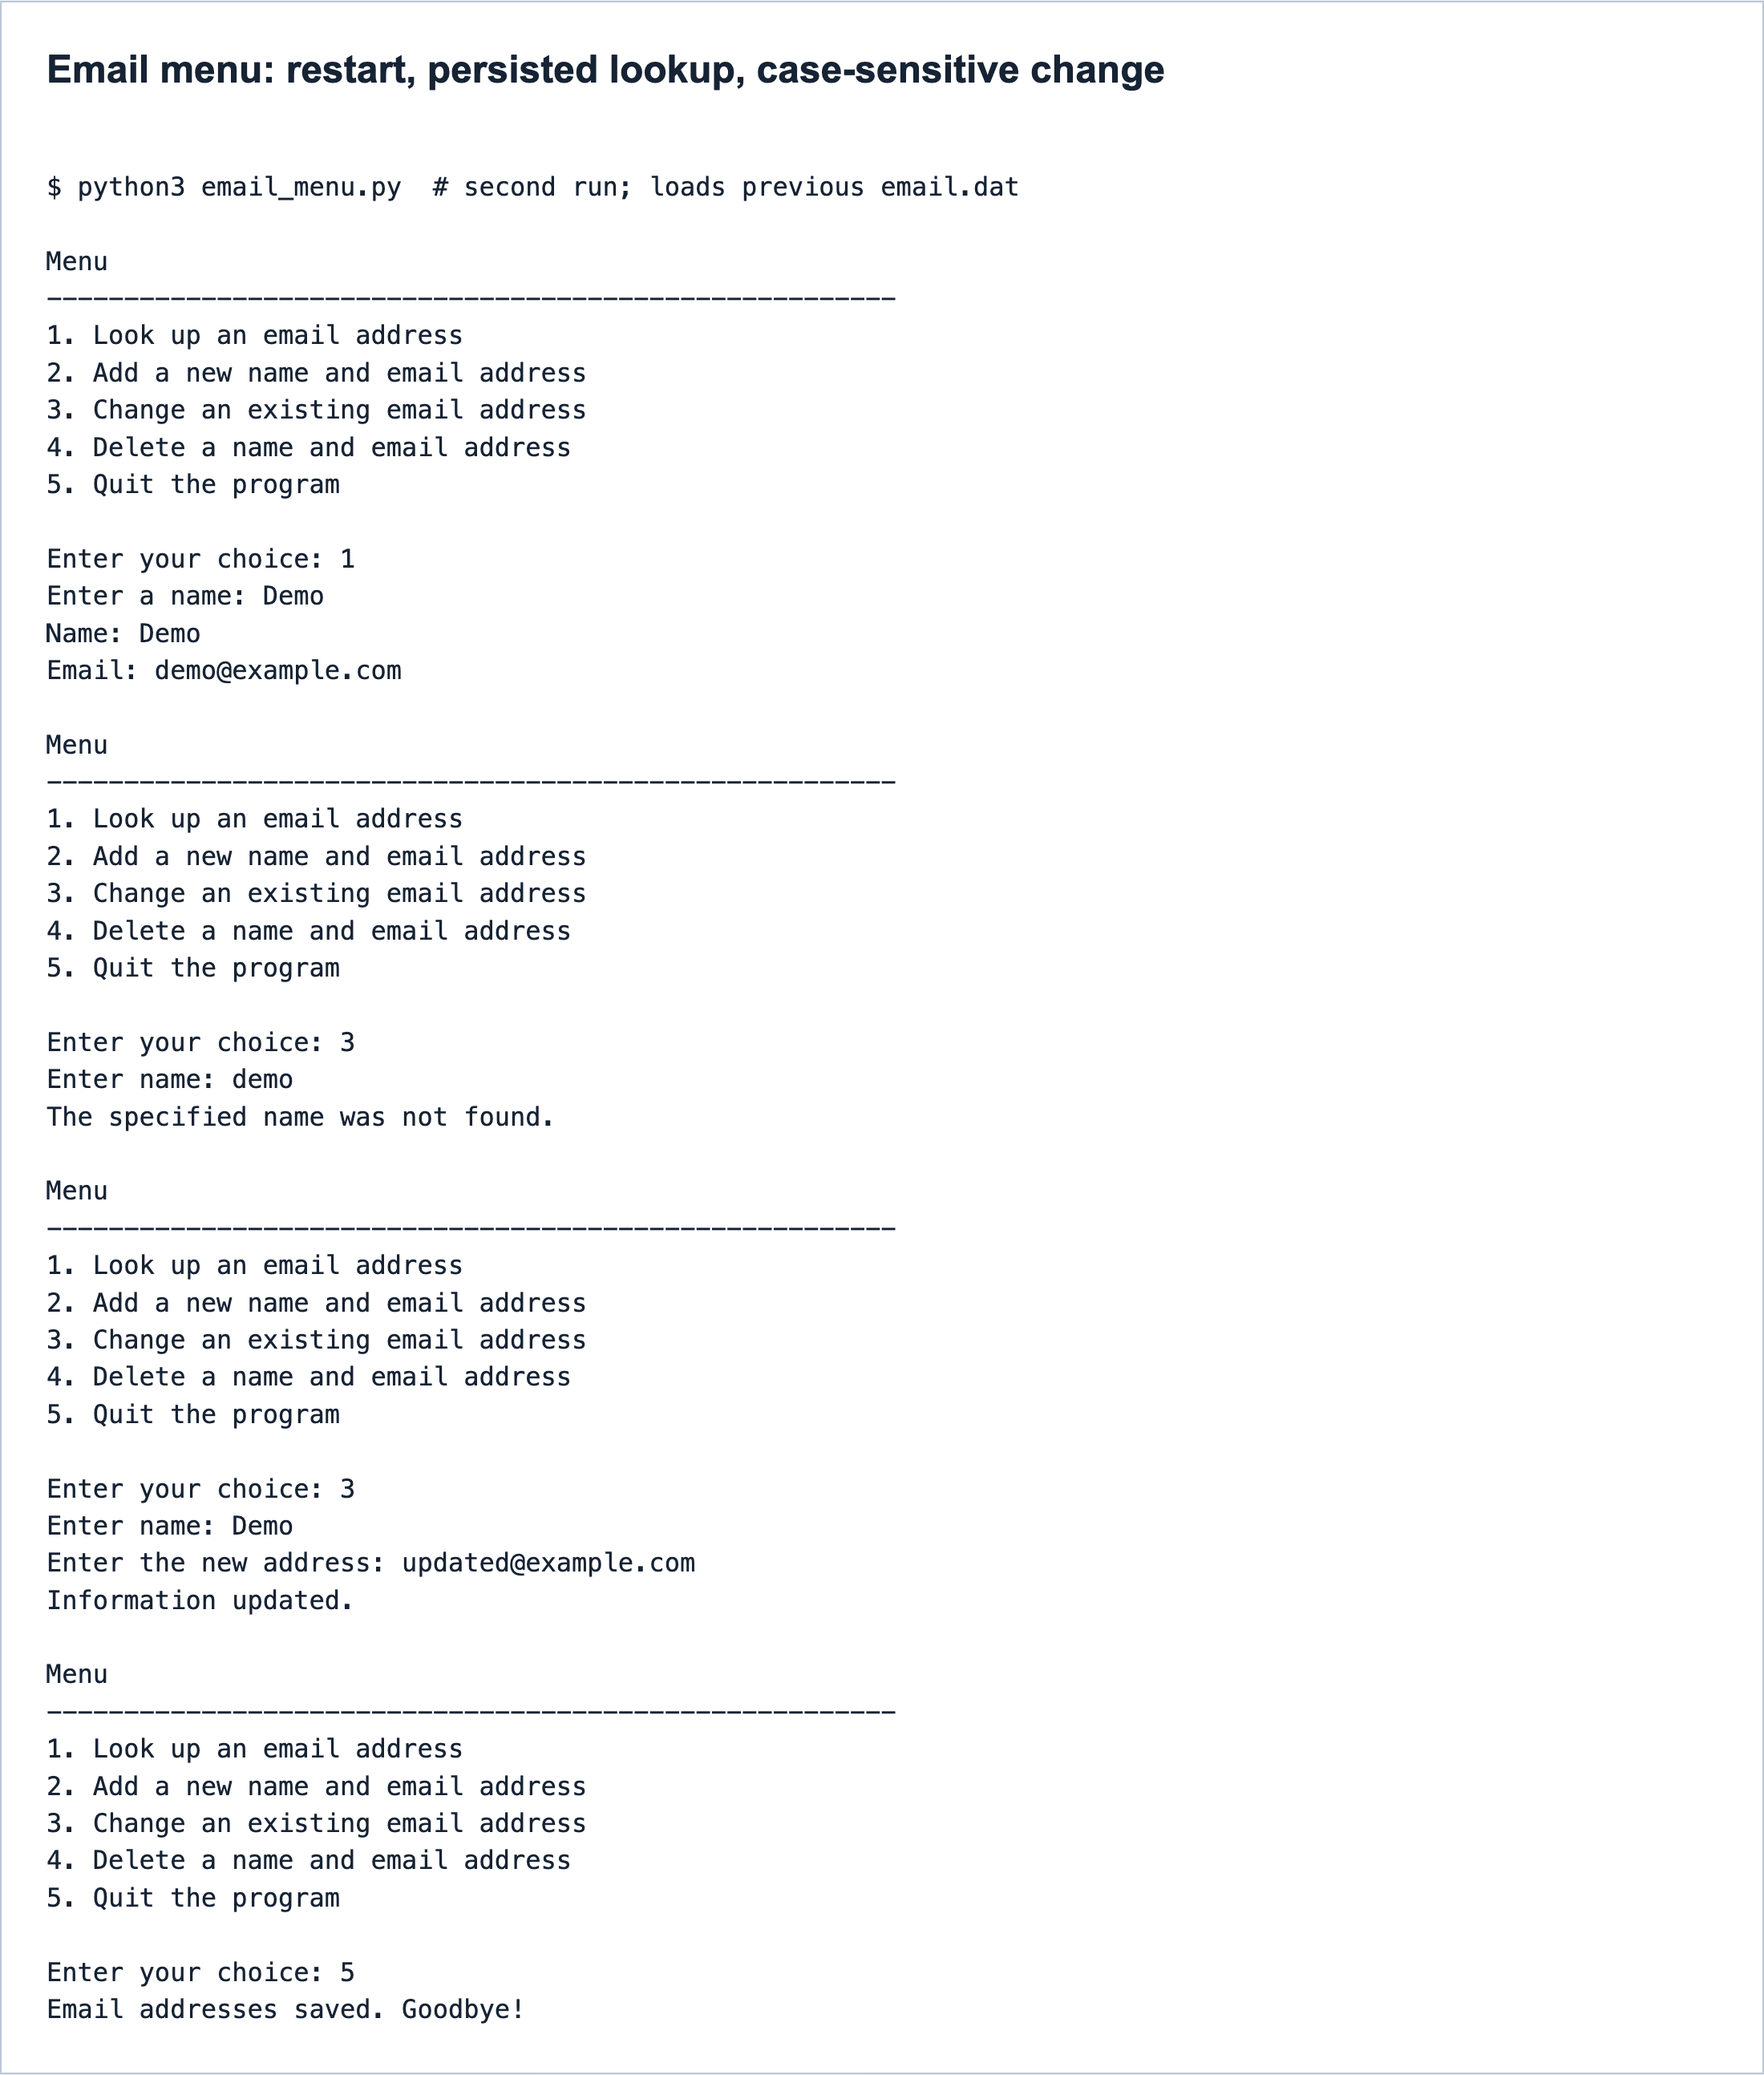 Email menu: restart, persisted lookup, case-sensitive change
$ python3 email_menu.py  # second run; loads previous email.dat
Menu
-------------------------------------------------------
1. Look up an email address
2. Add a new name and email address
3. Change an existing email address
4. Delete a name and email address
5. Quit the program
Enter your choice: 1
Enter a name: Demo
Name: Demo
Email: demo@example.com
Menu
-------------------------------------------------------
1. Look up an email address
2. Add a new name and email address
3. Change an existing email address
4. Delete a name and email address
5. Quit the program
Enter your choice: 3
Enter name: demo
The specified name was not found.
Menu
-------------------------------------------------------
1. Look up an email address
2. Add a new name and email address
3. Change an existing email address
4. Delete a name and email address
5. Quit the program
Enter your choice: 3
Enter name: Demo
Enter the new address: updated@example.com
Information updated.
Menu
-------------------------------------------------------
1. Look up an email address
2. Add a new name and email address
3. Change an existing email address
4. Delete a name and email address
5. Quit the program
Enter your choice: 5
Email addresses saved. Goodbye!